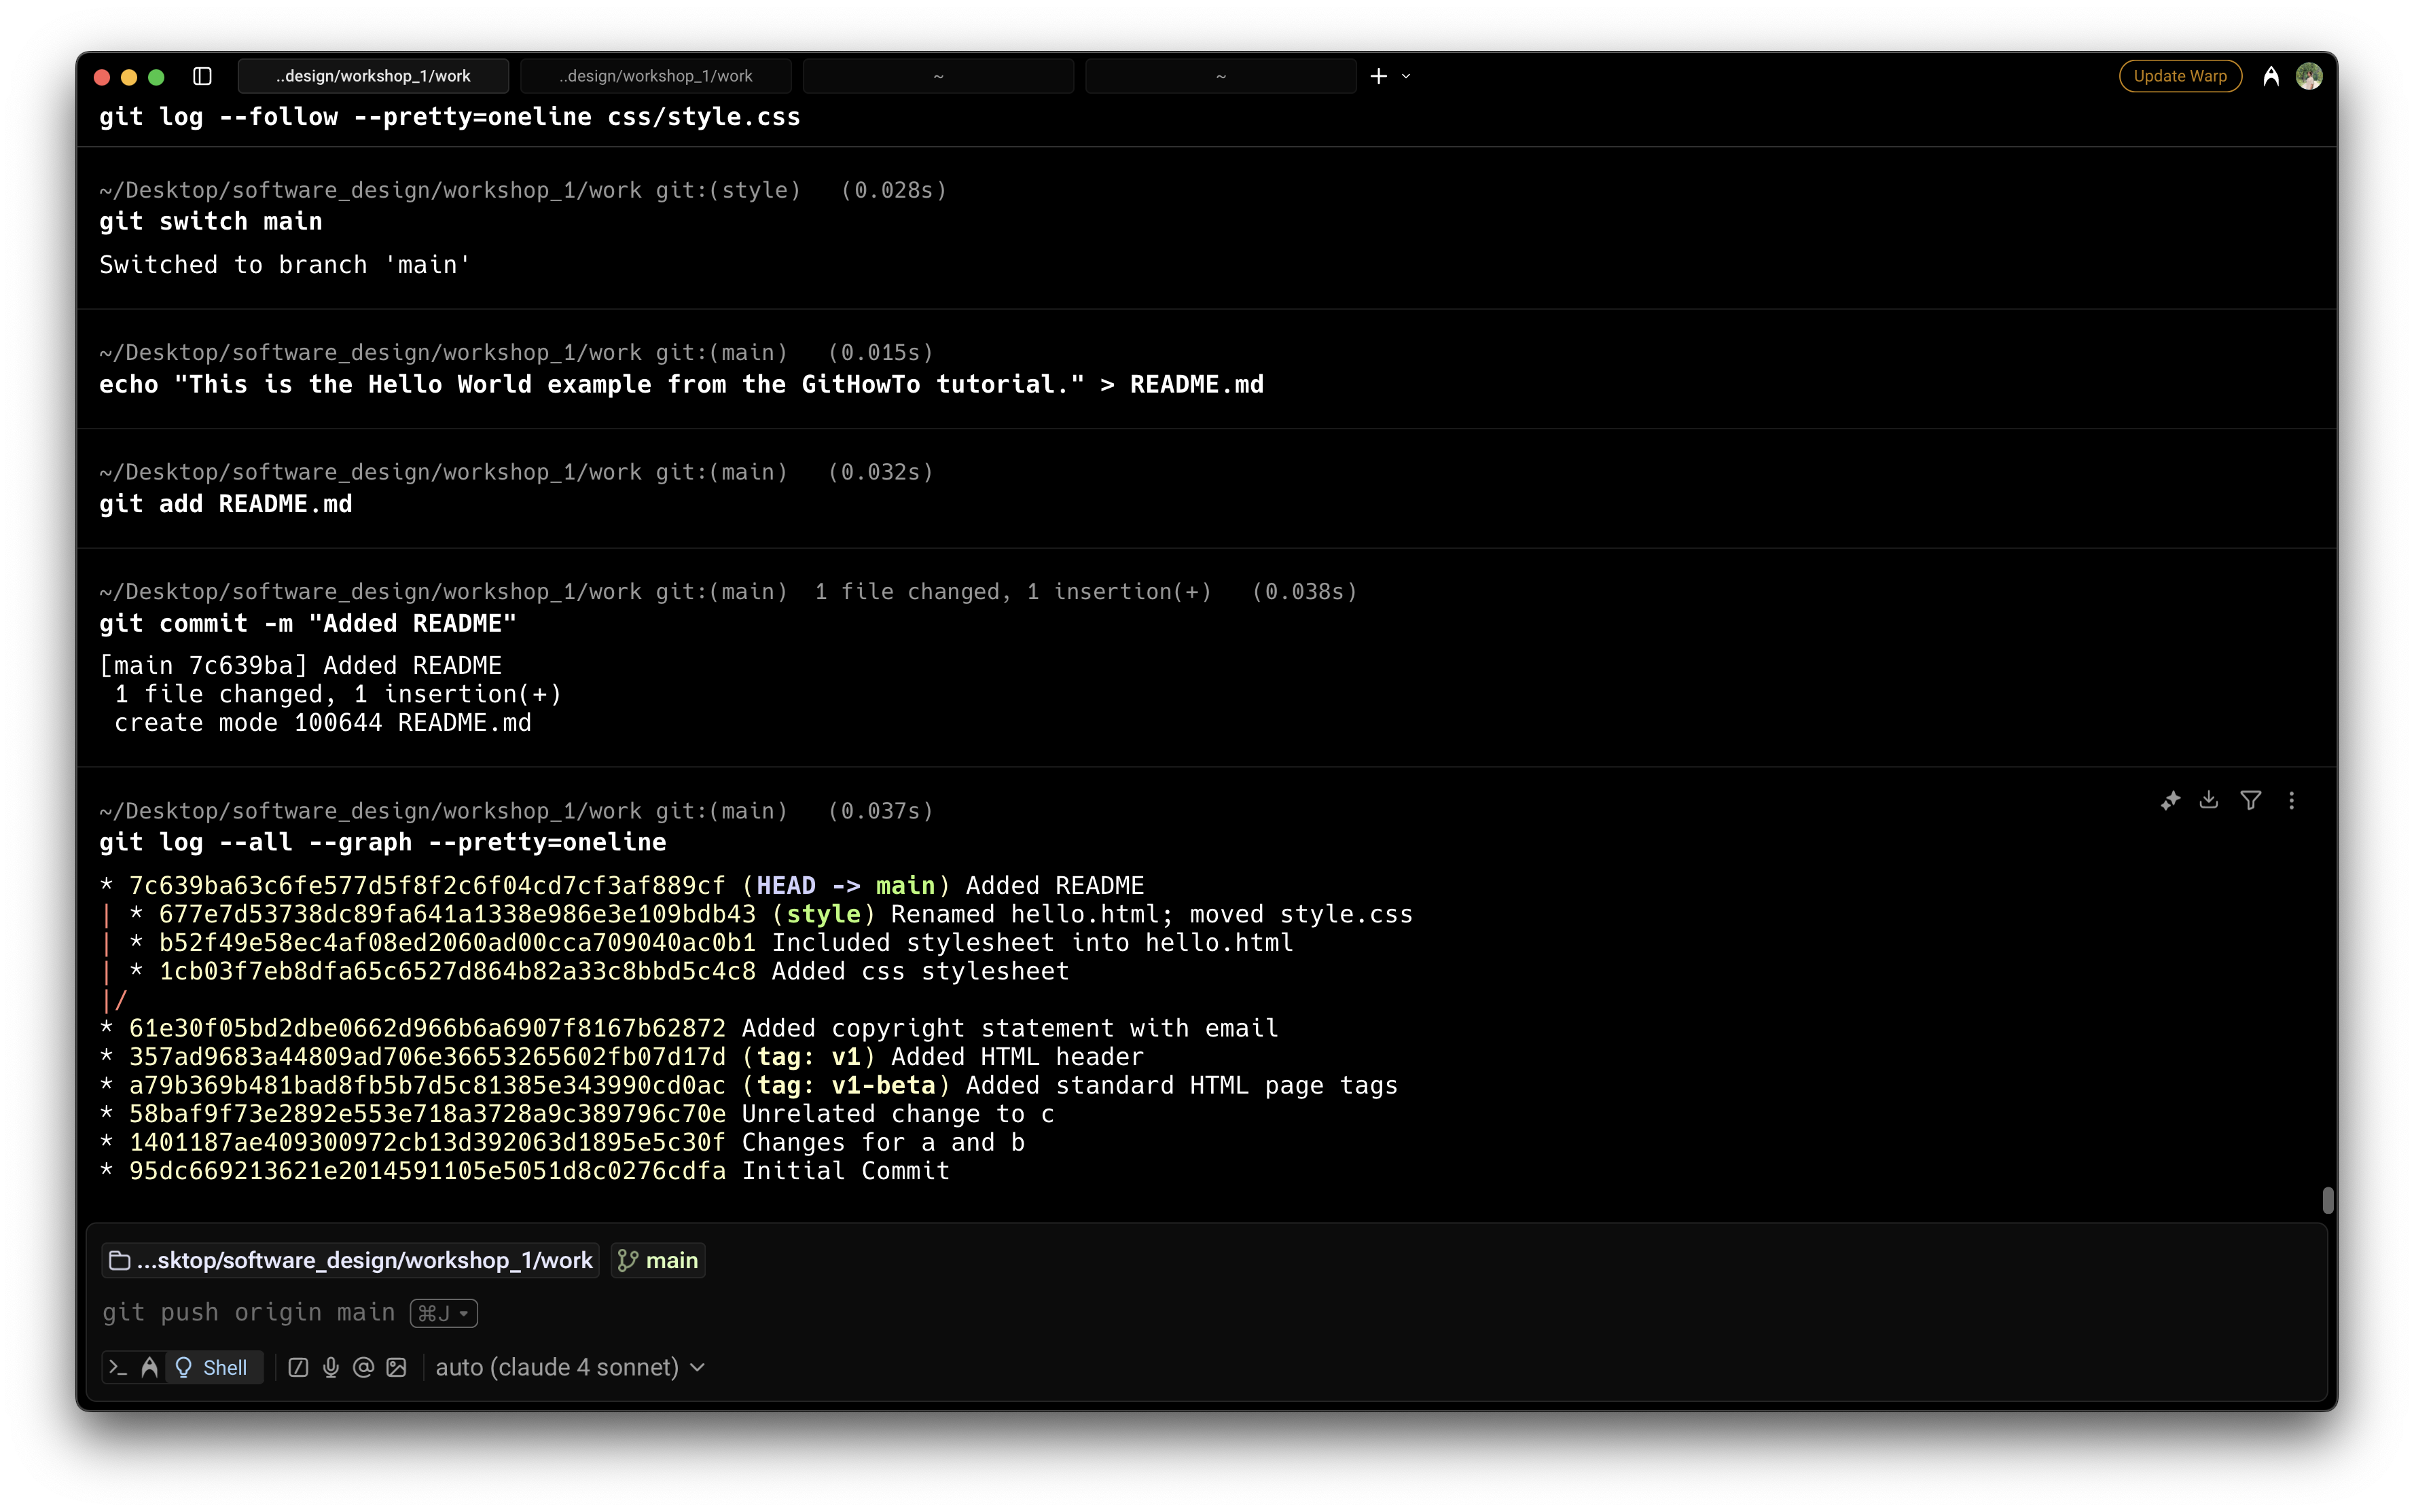 ..design/workshop_1/work ..design/workshop_1/work ~ ~ Update Warp
git log --follow --pretty=oneline css/style.css
~/Desktop/software_design/workshop_1/work git:(style) (0.028s)
git switch main
Switched to branch 'main'
~/Desktop/software_design/workshop_1/work git:(main) (0.015s)
echo "This is the Hello World example from the GitHowTo tutorial." > README.md
~/Desktop/software_design/workshop_1/work git:(main) (0.032s)
git add README.md
~/Desktop/software_design/workshop_1/work git:(main) 1 file changed, 1 insertion(+) (0.038s)
git commit -m "Added README"
[main 7c639ba] Added README
1 file changed, 1 insertion(+)
create mode 100644 README.md
~/Desktop/software_design/workshop_1/work git:(main) (0.037s)
git log --all --graph --pretty=oneline
* 7c639ba63c6fe577d5f8f2c6f04cd7cf3af889cf (HEAD -> main) Added README
| * 677e7d53738dc89fa641a1338e986e3e109bdb43 (style) Renamed hello.html; moved style.css
| * b52f49e58ec4af08ed2060ad00cca709040ac0b1 Included stylesheet into hello.html
| * 1cb03f7eb8dfa65c6527d864b82a33c8bbd5c4c8 Added css stylesheet
|/
* 61e30f05bd2dbe0662d966b6a6907f8167b62872 Added copyright statement with email
* 357ad9683a44809ad706e36653265602fb07d17d (tag: v1) Added HTML header
* a79b369b481bad8fb5b7d5c81385e343990cd0ac (tag: v1-beta) Added standard HTML page tags
* 58baf9f73e2892e553e718a3728a9c389796c70e Unrelated change to c
* 1401187ae409300972cb13d392063d1895e5c30f Changes for a and b
* 95dc669213621e2014591105e5051d8c0276cdfa Initial Commit
...sktop/software_design/workshop_1/work main
git push origin main ⌘J
Shell auto (claude 4 sonnet)